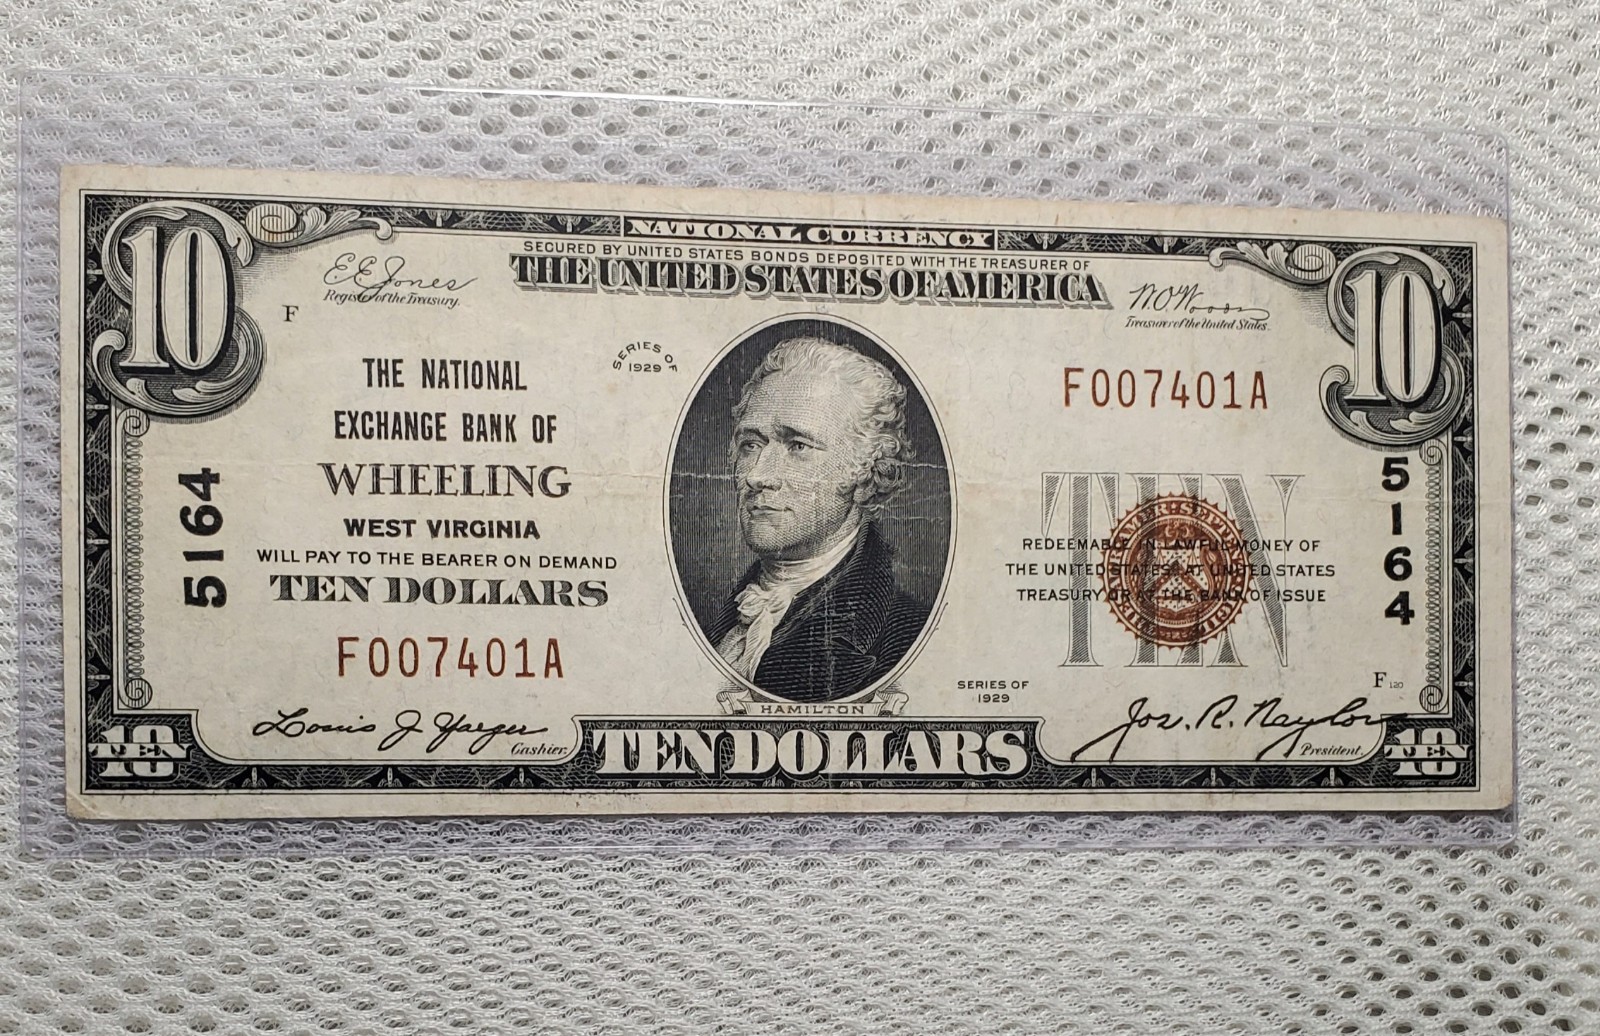 NATIONAL CURRENCY
SECURED BY UNITED STATES BONDS DEPOSITED WITH THE TREASURER OF
THE UNITED STATES OF AMERICA
10
10
E E Jones
Register of the Treasury.
W O Woods
Treasurer of the United States.
F
SERIES OF
1929
THE NATIONAL
EXCHANGE BANK OF
WHEELING
WEST VIRGINIA
WILL PAY TO THE BEARER ON DEMAND
TEN DOLLARS
F007401A
5164
F007401A
5164
TEN
REDEEMABLE IN LAWFUL MONEY OF
THE UNITED STATES AT UNITED STATES
TREASURY OR AT THE BANK OF ISSUE
SERIES OF
1929
F 120
HAMILTON
Louis J Yaeger
Cashier.
Jos. R. Naylor
President.
10
TEN
TEN DOLLARS
10
TEN